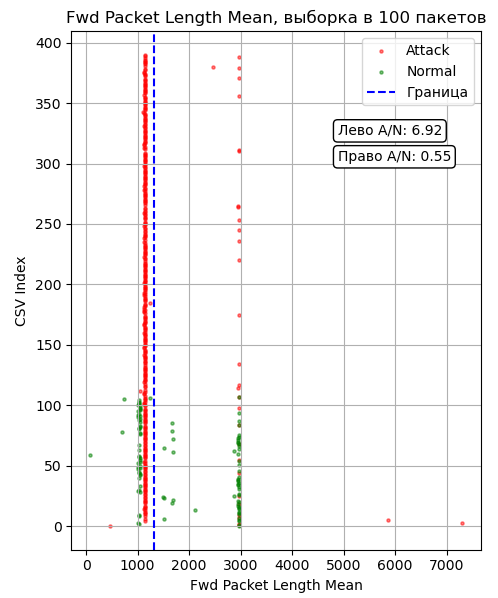 Fwd Packet Length Mean, выборка в 100 пакетов
Attack
Normal
Граница
Лево A/N: 6.92
Право A/N: 0.55
400
350
300
250
200
150
100
50
0
CSV Index
0 1000 2000 3000 4000 5000 6000 7000
Fwd Packet Length Mean